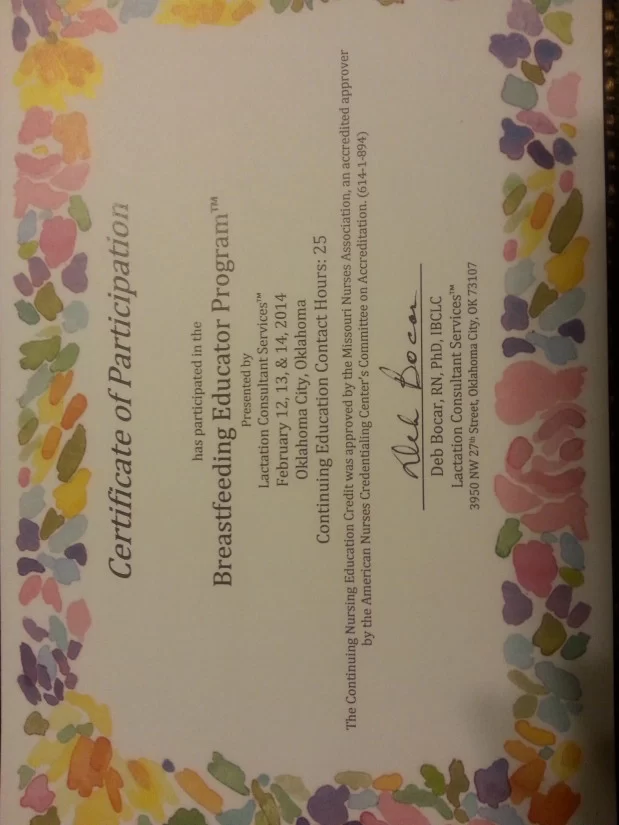 Certificate of Participation
has participated in the
Breastfeeding Educator Program™
Presented by
Lactation Consultant Services™
February 12, 13, & 14, 2014
Oklahoma City, Oklahoma
Continuing Education Contact Hours: 25
The Continuing Nursing Education Credit was approved by the Missouri Nurses Association, an accredited approver
by the American Nurses Credentialing Center's Committee on Accreditation. (614-1-894)
Deb Bocar
Deb Bocar, RN, PhD, IBCLC
Lactation Consultant Services™
3950 NW 27th Street, Oklahoma City, OK 73107